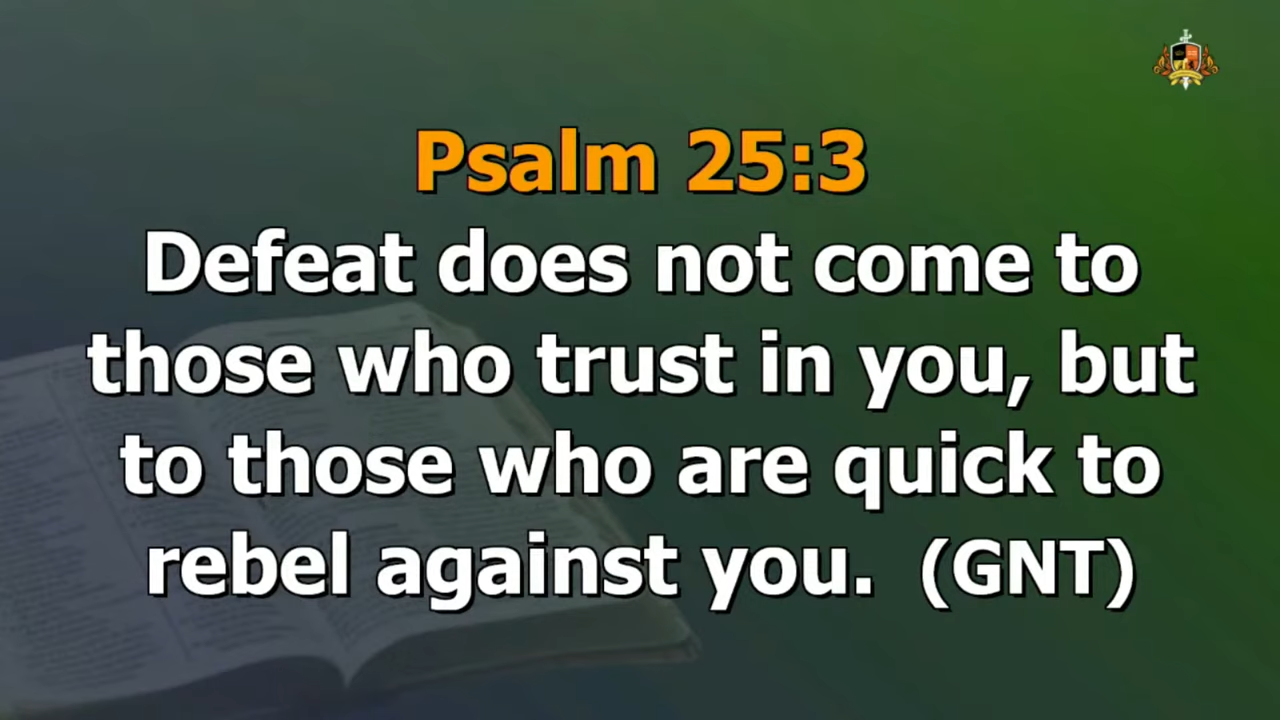 Psalm 25:3
Defeat does not come to
those who trust in you, but
to those who are quick to
rebel against you. (GNT)